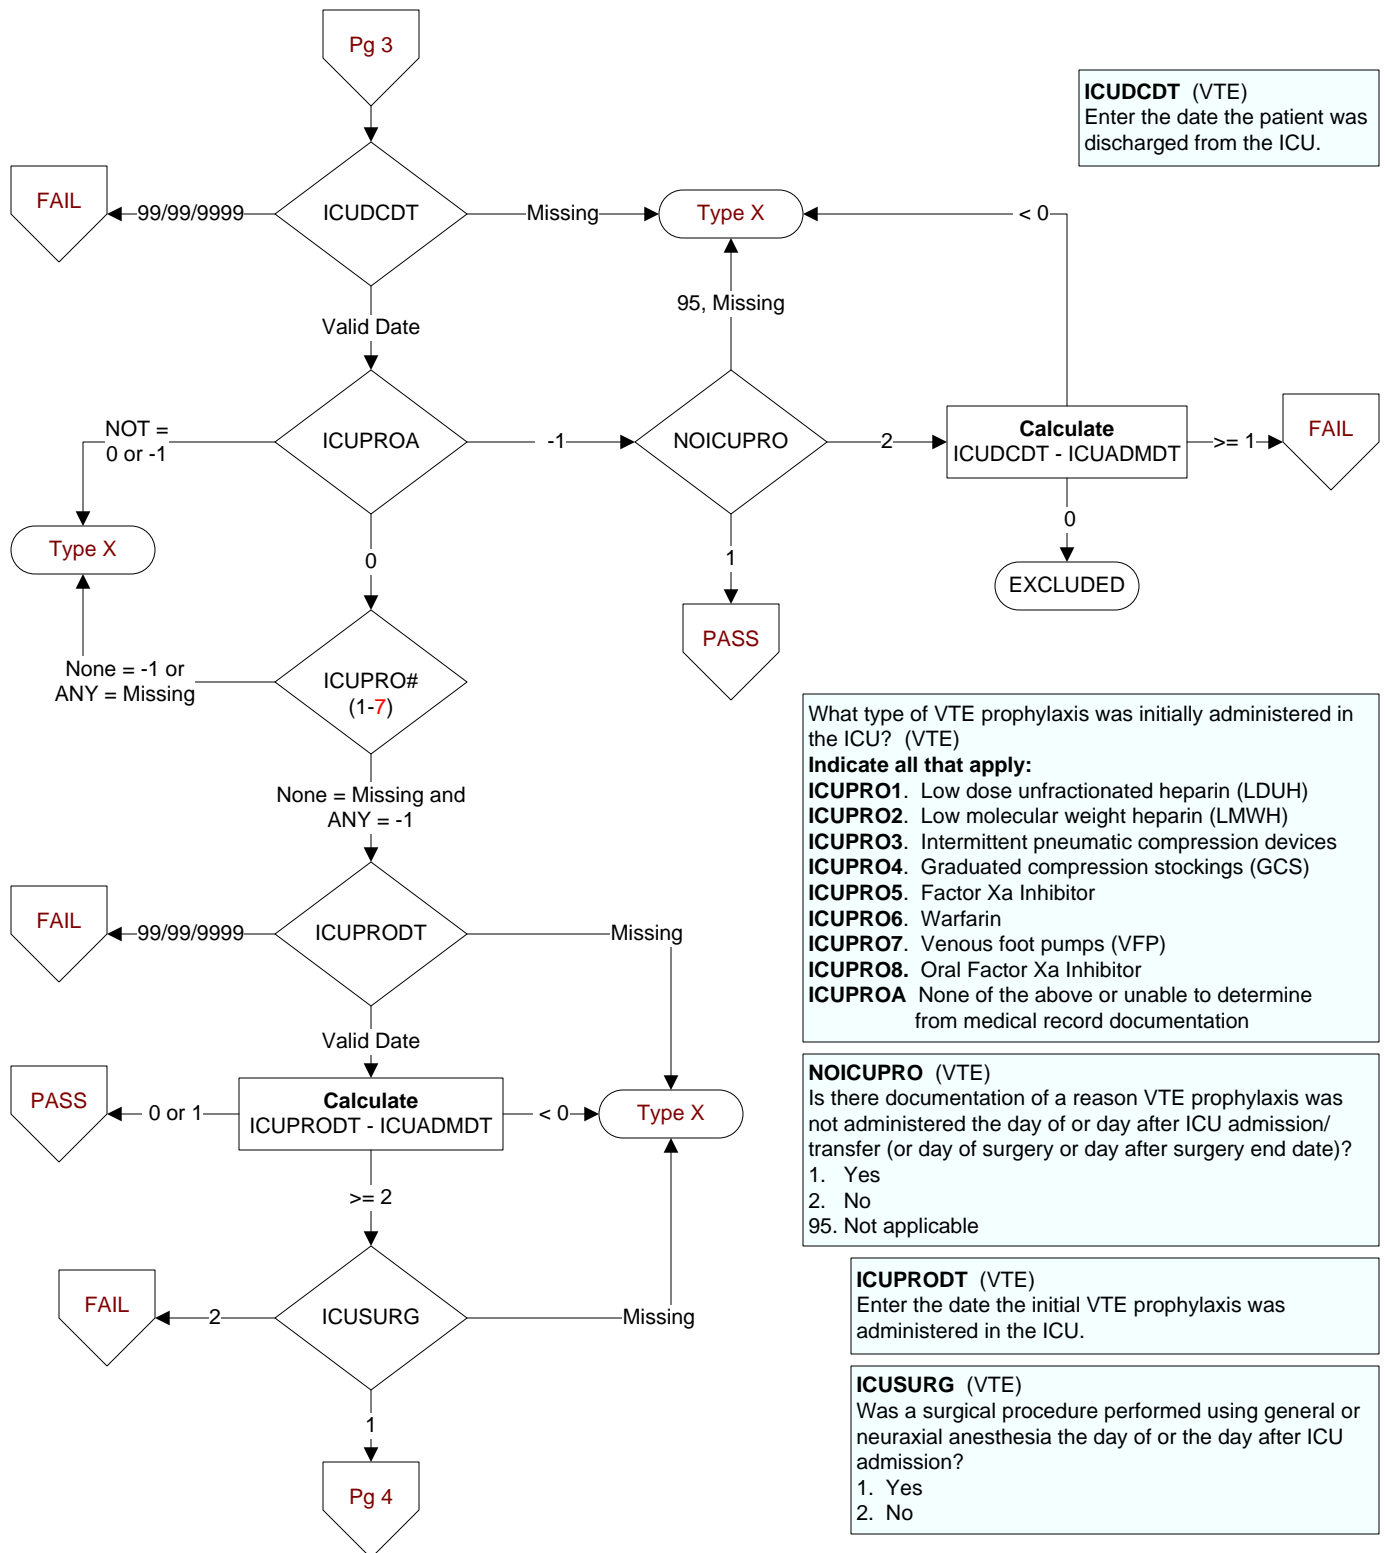 Pg 3
ICUDCDT (VTE)
Enter the date the patient was
discharged from the ICU.
FAIL
99/99/9999
ICUDCDT
Missing
Type X
< 0
95, Missing
Valid Date
NOT =
0 or -1
ICUPROA
-1
NOICUPRO
2
Calculate
ICUDCDT - ICUADMDT
>= 1
FAIL
Type X
0
1
0
EXCLUDED
PASS
None = -1 or
ANY = Missing
ICUPRO#
(1-7)
None = Missing and
ANY = -1
What type of VTE prophylaxis was initially administered in
the ICU? (VTE)
Indicate all that apply:
ICUPRO1. Low dose unfractionated heparin (LDUH)
ICUPRO2. Low molecular weight heparin (LMWH)
ICUPRO3. Intermittent pneumatic compression devices
ICUPRO4. Graduated compression stockings (GCS)
ICUPRO5. Factor Xa Inhibitor
ICUPRO6. Warfarin
ICUPRO7. Venous foot pumps (VFP)
ICUPRO8. Oral Factor Xa Inhibitor
ICUPROA None of the above or unable to determine
from medical record documentation
FAIL
99/99/9999
ICUPRODT
Missing
Valid Date
PASS
0 or 1
Calculate
ICUPRODT - ICUADMDT
< 0
Type X
>= 2
NOICUPRO (VTE)
Is there documentation of a reason VTE prophylaxis was
not administered the day of or day after ICU admission/
transfer (or day of surgery or day after surgery end date)?
1. Yes
2. No
95. Not applicable
FAIL
2
ICUSURG
Missing
1
Pg 4
ICUPRODT (VTE)
Enter the date the initial VTE prophylaxis was
administered in the ICU.
ICUSURG (VTE)
Was a surgical procedure performed using general or
neuraxial anesthesia the day of or the day after ICU
admission?
1. Yes
2. No